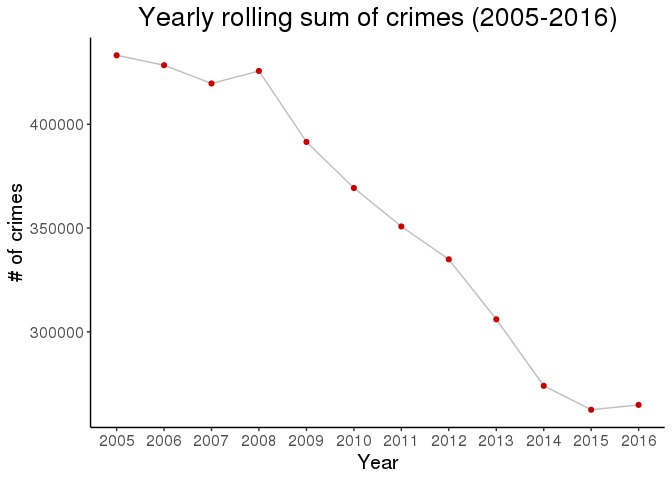 Yearly rolling sum of crimes (2005-2016)
400000
350000
300000
# of crimes
2005 2006 2007 2008 2009 2010 2011 2012 2013 2014 2015 2016
Year